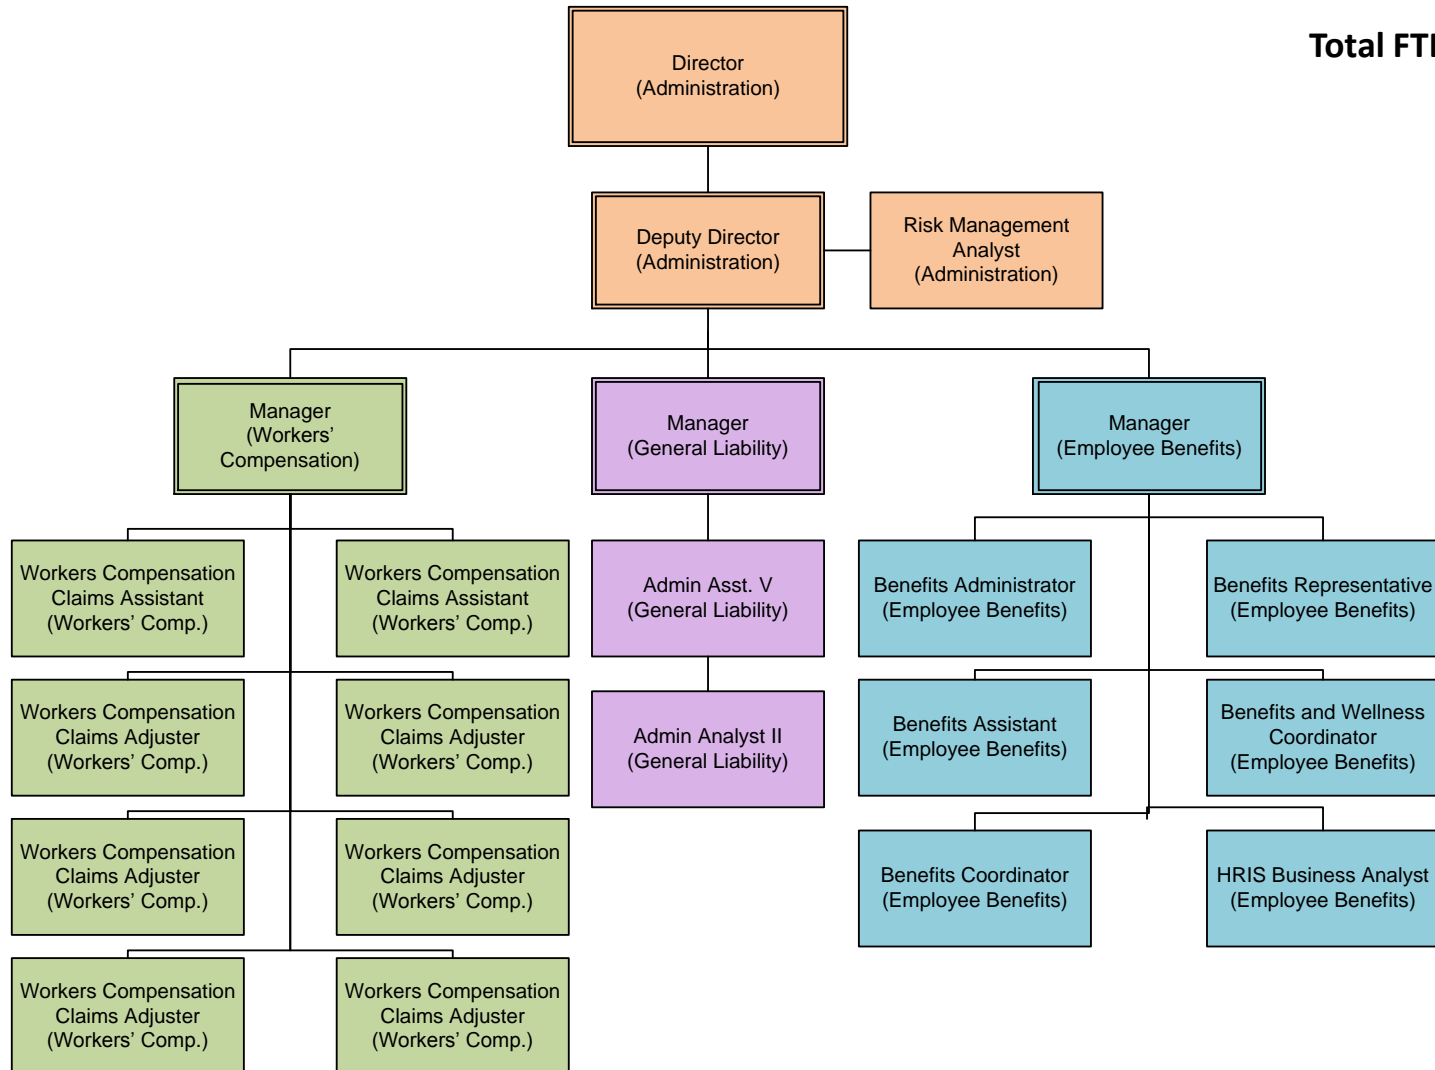 Total FTE
Director
(Administration)
Deputy Director
(Administration)
Risk Management
Analyst
(Administration)
Manager
(Workers’
Compensation)
Manager
(General Liability)
Manager
(Employee Benefits)
Workers Compensation
Claims Assistant
(Workers’ Comp.)
Workers Compensation
Claims Assistant
(Workers’ Comp.)
Admin Asst. V
(General Liability)
Benefits Administrator
(Employee Benefits)
Benefits Representative
(Employee Benefits)
Workers Compensation
Claims Adjuster
(Workers’ Comp.)
Workers Compensation
Claims Adjuster
(Workers’ Comp.)
Admin Analyst II
(General Liability)
Benefits Assistant
(Employee Benefits)
Benefits and Wellness
Coordinator
(Employee Benefits)
Workers Compensation
Claims Adjuster
(Workers’ Comp.)
Workers Compensation
Claims Adjuster
(Workers’ Comp.)
Benefits Coordinator
(Employee Benefits)
HRIS Business Analyst
(Employee Benefits)
Workers Compensation
Claims Adjuster
(Workers’ Comp.)
Workers Compensation
Claims Adjuster
(Workers’ Comp.)